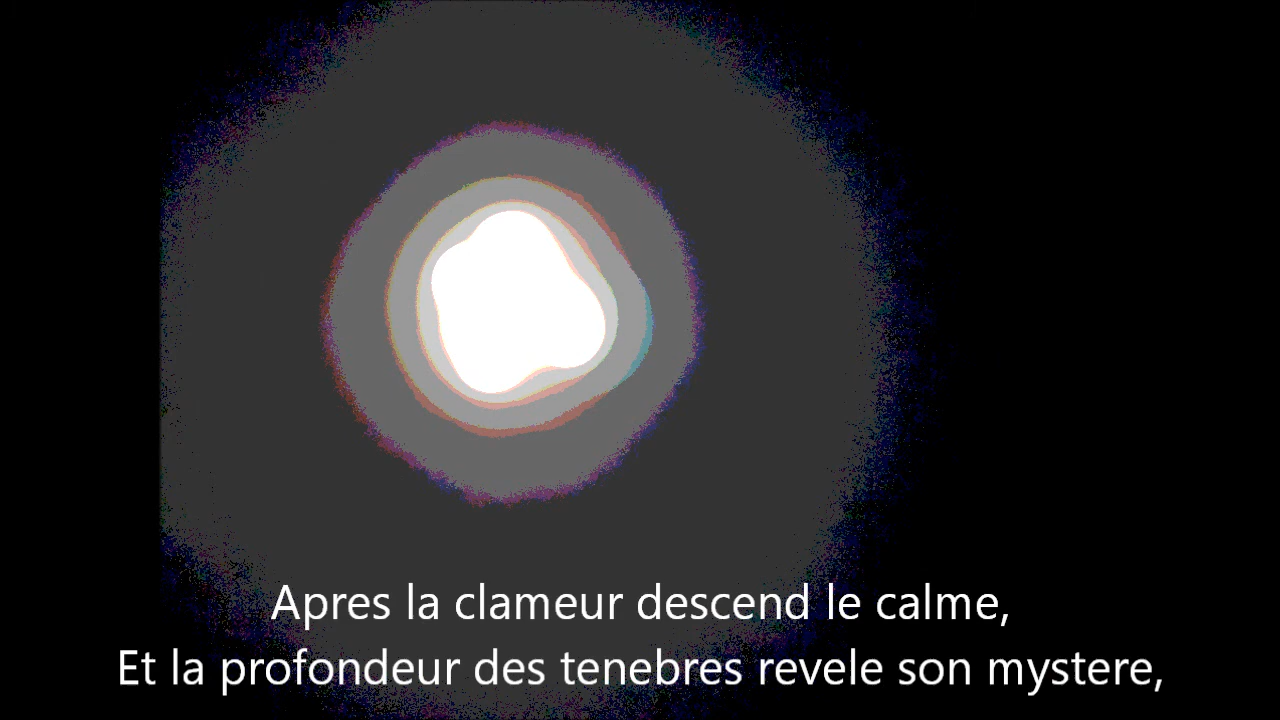 Apres la clameur descend le calme,
Et la profondeur des tenebres revele son mystere,